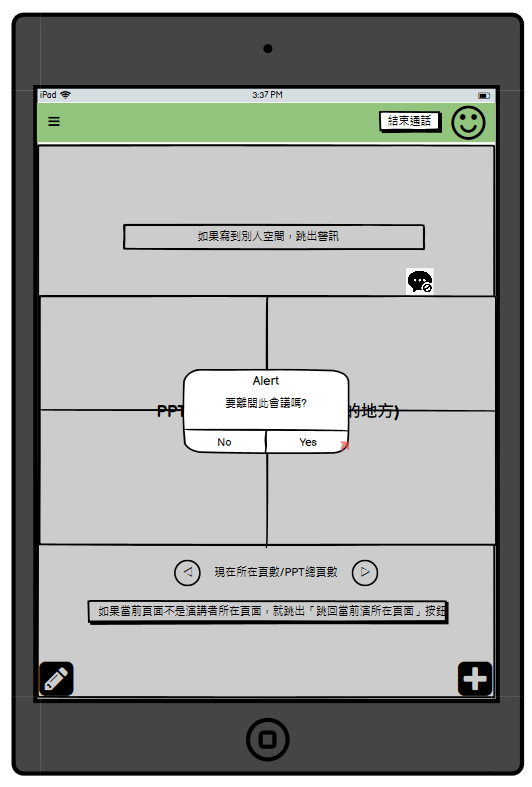 iPad
3:37 PM
結束通話
如果寫到別人空間，跳出警訊
Alert
要離開此會議嗎?
PPT
的地方)
No
Yes
現在所在頁數/PPT總頁數
如果當前頁面不是演講者所在頁面，就跳出「跳回當前演所在頁面」按鈕